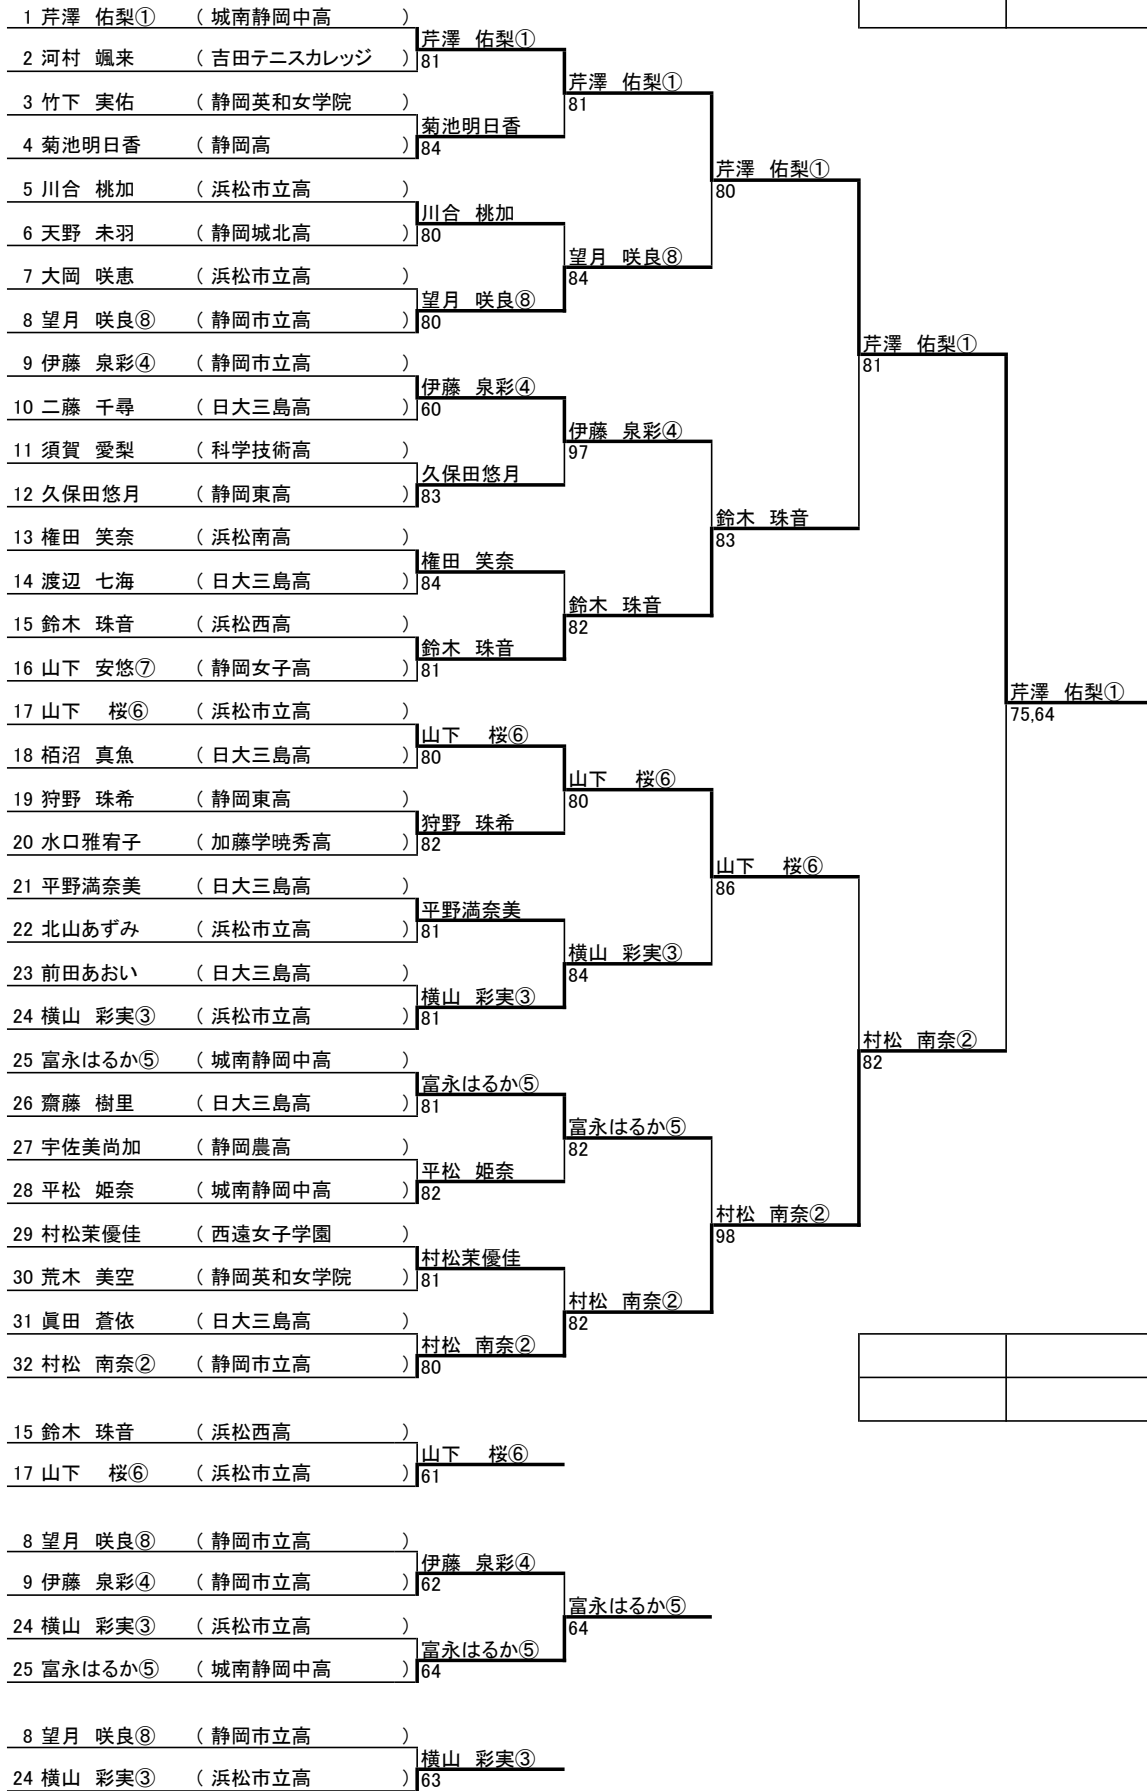 1 芹澤 佑梨① ( 城南静岡中高 )
芹澤 佑梨①
2 河村 颯来 ( 吉田テニスカレッジ ) 81
芹澤 佑梨①
3 竹下 実佑 ( 静岡英和女学院 ) 81
菊池明日香
4 菊池明日香 ( 静岡高 ) 84
芹澤 佑梨①
5 川合 桃加 ( 浜松市立高 ) 80
川合 桃加
6 天野 未羽 ( 静岡城北高 ) 80
望月 咲良⑧
7 大岡 咲恵 ( 浜松市立高 ) 84
望月 咲良⑧
8 望月 咲良⑧ ( 静岡市立高 ) 80
芹澤 佑梨①
9 伊藤 泉彩④ ( 静岡市立高 ) 81
伊藤 泉彩④
10 二藤 千尋 ( 日大三島高 ) 60
伊藤 泉彩④
11 須賀 愛梨 ( 科学技術高 ) 97
久保田悠月
12 久保田悠月 ( 静岡東高 ) 83
鈴木 珠音
13 権田 笑奈 ( 浜松南高 ) 83
権田 笑奈
14 渡辺 七海 ( 日大三島高 ) 84
鈴木 珠音
15 鈴木 珠音 ( 浜松西高 ) 82
鈴木 珠音
16 山下 安悠⑦ ( 静岡女子高 ) 81
芹澤 佑梨①
17 山下 桜⑥ ( 浜松市立高 ) 75,64
山下 桜⑥
18 栢沼 真魚 ( 日大三島高 ) 80
山下 桜⑥
19 狩野 珠希 ( 静岡東高 ) 80
狩野 珠希
20 水口雅宥子 ( 加藤学暁秀高 ) 82
山下 桜⑥
21 平野満奈美 ( 日大三島高 ) 86
平野満奈美
22 北山あずみ ( 浜松市立高 ) 81
横山 彩実③
23 前田あおい ( 日大三島高 ) 84
横山 彩実③
24 横山 彩実③ ( 浜松市立高 ) 81
村松 南奈②
25 富永はるか⑤ ( 城南静岡中高 ) 82
富永はるか⑤
26 齋藤 樹里 ( 日大三島高 ) 81
富永はるか⑤
27 宇佐美尚加 ( 静岡農高 ) 82
平松 姫奈
28 平松 姫奈 ( 城南静岡中高 ) 82
村松 南奈②
29 村松茉優佳 ( 西遠女子学園 ) 98
村松茉優佳
30 荒木 美空 ( 静岡英和女学院 ) 81
村松 南奈②
31 眞田 蒼依 ( 日大三島高 ) 82
村松 南奈②
32 村松 南奈② ( 静岡市立高 ) 80
15 鈴木 珠音 ( 浜松西高 )
山下 桜⑥
17 山下 桜⑥ ( 浜松市立高 ) 61
8 望月 咲良⑧ ( 静岡市立高 )
伊藤 泉彩④
9 伊藤 泉彩④ ( 静岡市立高 ) 62
富永はるか⑤
24 横山 彩実③ ( 浜松市立高 ) 64
富永はるか⑤
25 富永はるか⑤ ( 城南静岡中高 ) 64
8 望月 咲良⑧ ( 静岡市立高 )
横山 彩実③
24 横山 彩実③ ( 浜松市立高 ) 63